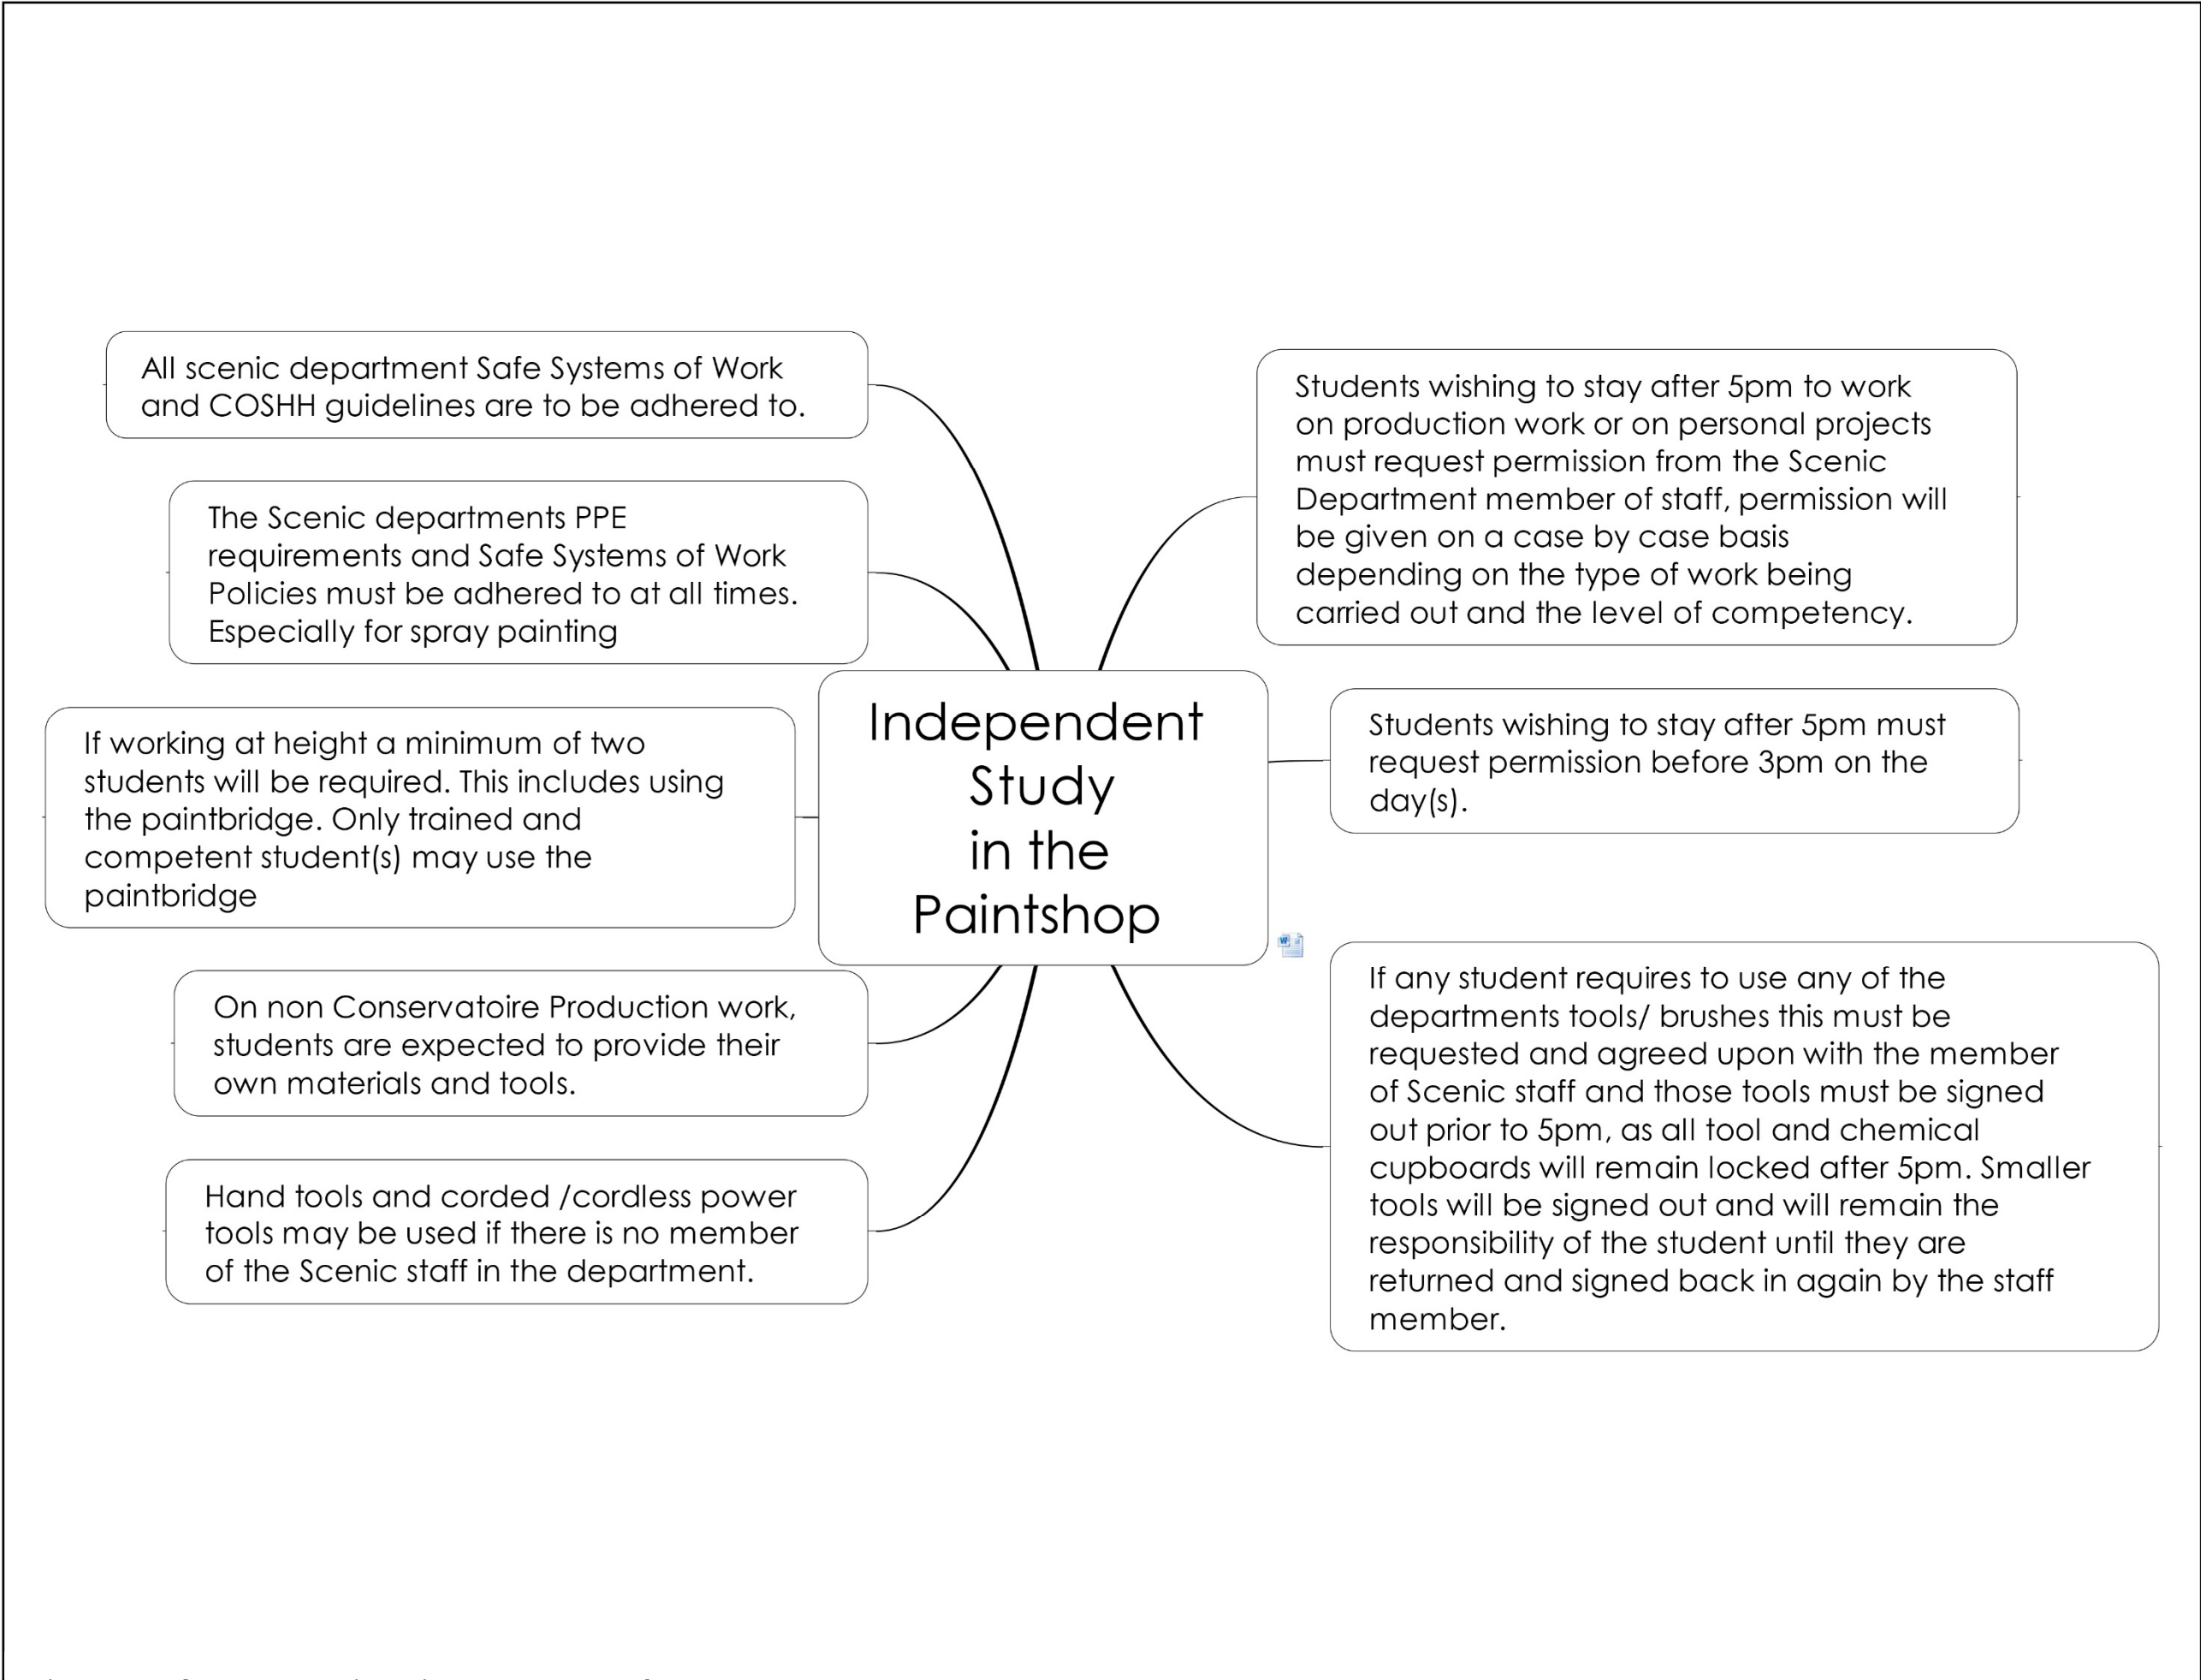 All scenic department Safe Systems of Work
and COSHH guidelines are to be adhered to.
The Scenic departments PPE
requirements and Safe Systems of Work
Policies must be adhered to at all times.
Especially for spray painting
If working at height a minimum of two
students will be required. This includes using
the paintbridge. Only trained and
competent student(s) may use the
paintbridge
On non Conservatoire Production work,
students are expected to provide their
own materials and tools.
Hand tools and corded /cordless power
tools may be used if there is no member
of the Scenic staff in the department.
Independent
Study
in the
Paintshop
Students wishing to stay after 5pm to work
on production work or on personal projects
must request permission from the Scenic
Department member of staff, permission will
be given on a case by case basis
depending on the type of work being
carried out and the level of competency.
Students wishing to stay after 5pm must
request permission before 3pm on the
day(s).
If any student requires to use any of the
departments tools/ brushes this must be
requested and agreed upon with the member
of Scenic staff and those tools must be signed
out prior to 5pm, as all tool and chemical
cupboards will remain locked after 5pm. Smaller
tools will be signed out and will remain the
responsibility of the student until they are
returned and signed back in again by the staff
member.